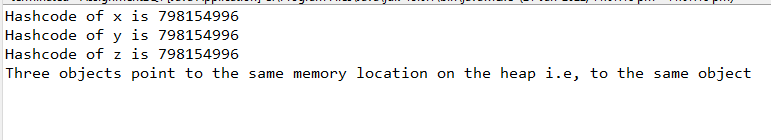 Hashcode of x is 798154996
Hashcode of y is 798154996
Hashcode of z is 798154996
Three objects point to the same memory location on the heap i.e, to the same object